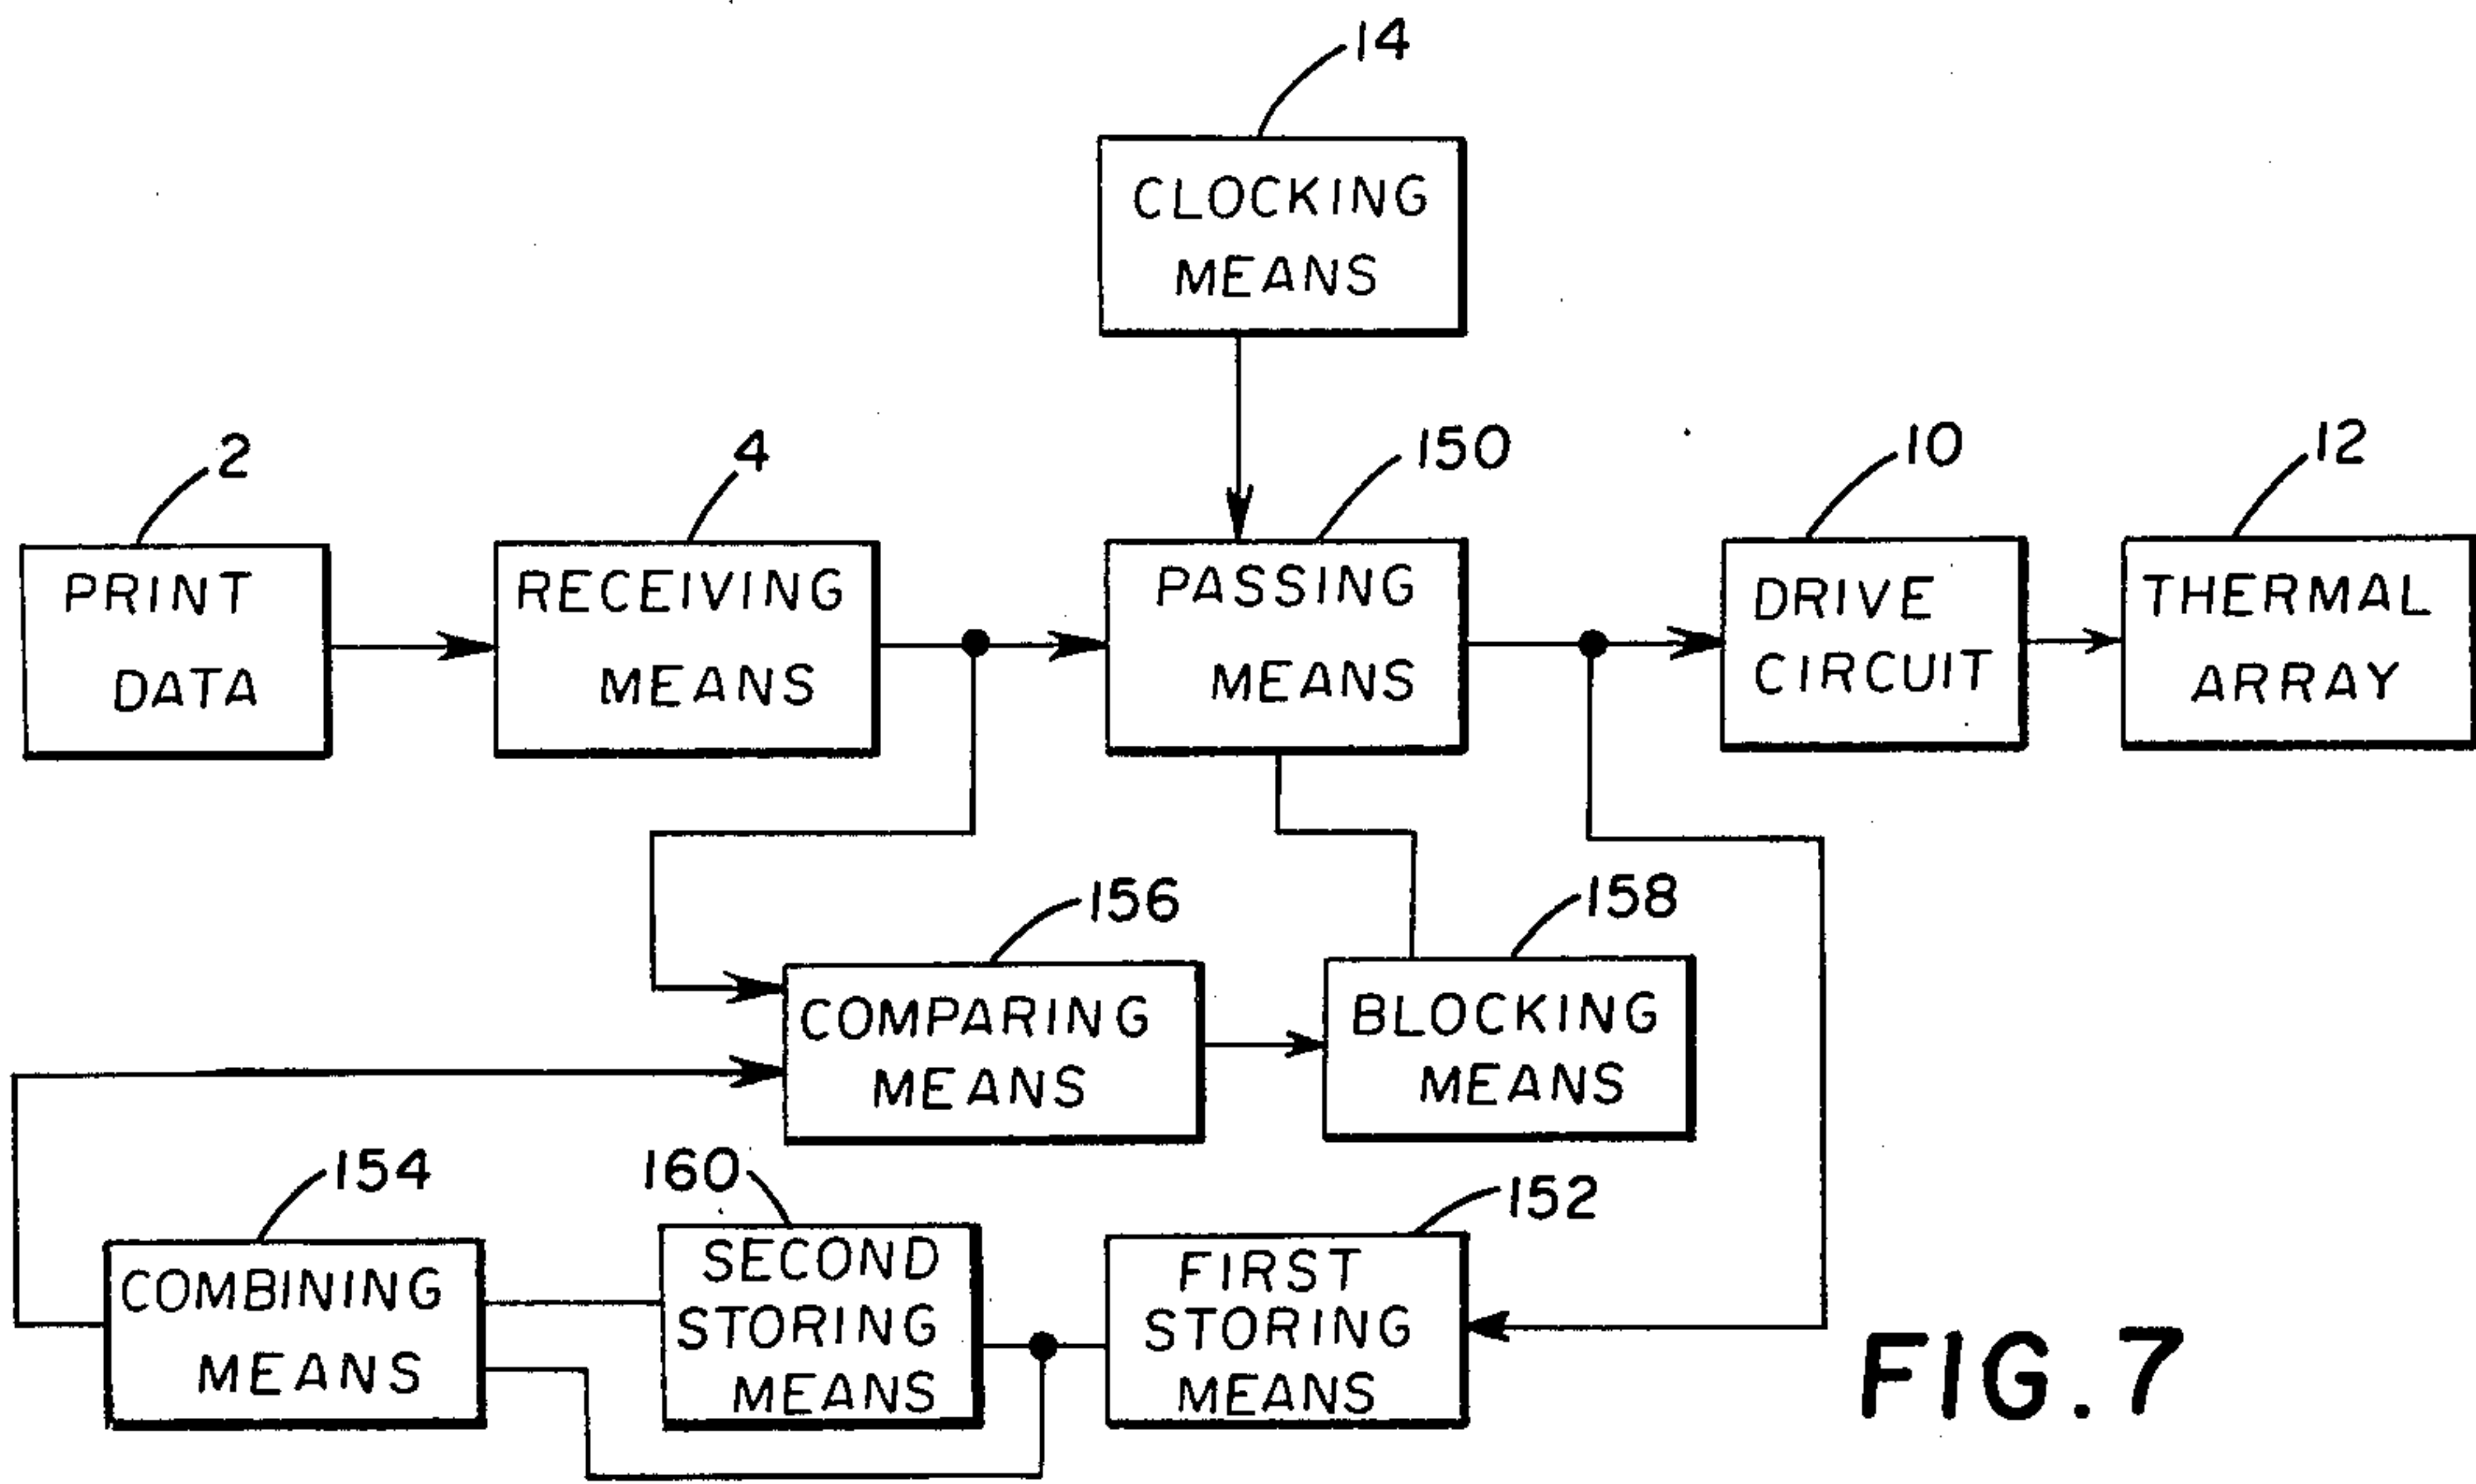 14
CLOCKING
MEANS
2
PRINT
DATA
4
RECEIVING
MEANS
150
PASSING
MEANS
10
DRIVE
CIRCUIT
12
THERMAL
ARRAY
156
COMPARING
MEANS
158
BLOCKING
MEANS
154
COMBINING
MEANS
160
SECOND
STORING
MEANS
152
FIRST
STORING
MEANS
FIG. 7